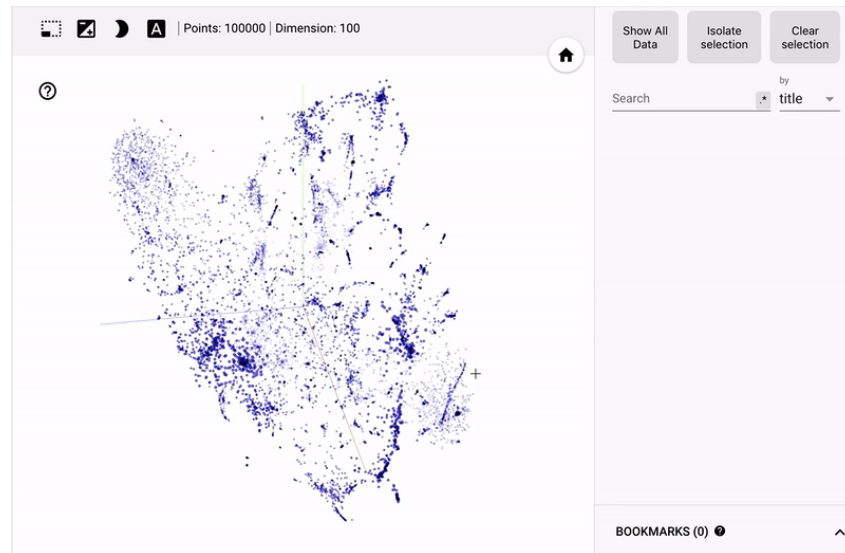 A Points: 100000 Dimension: 100
Show All Data
Isolate selection
Clear selection
Search .* by title
BOOKMARKS (0)